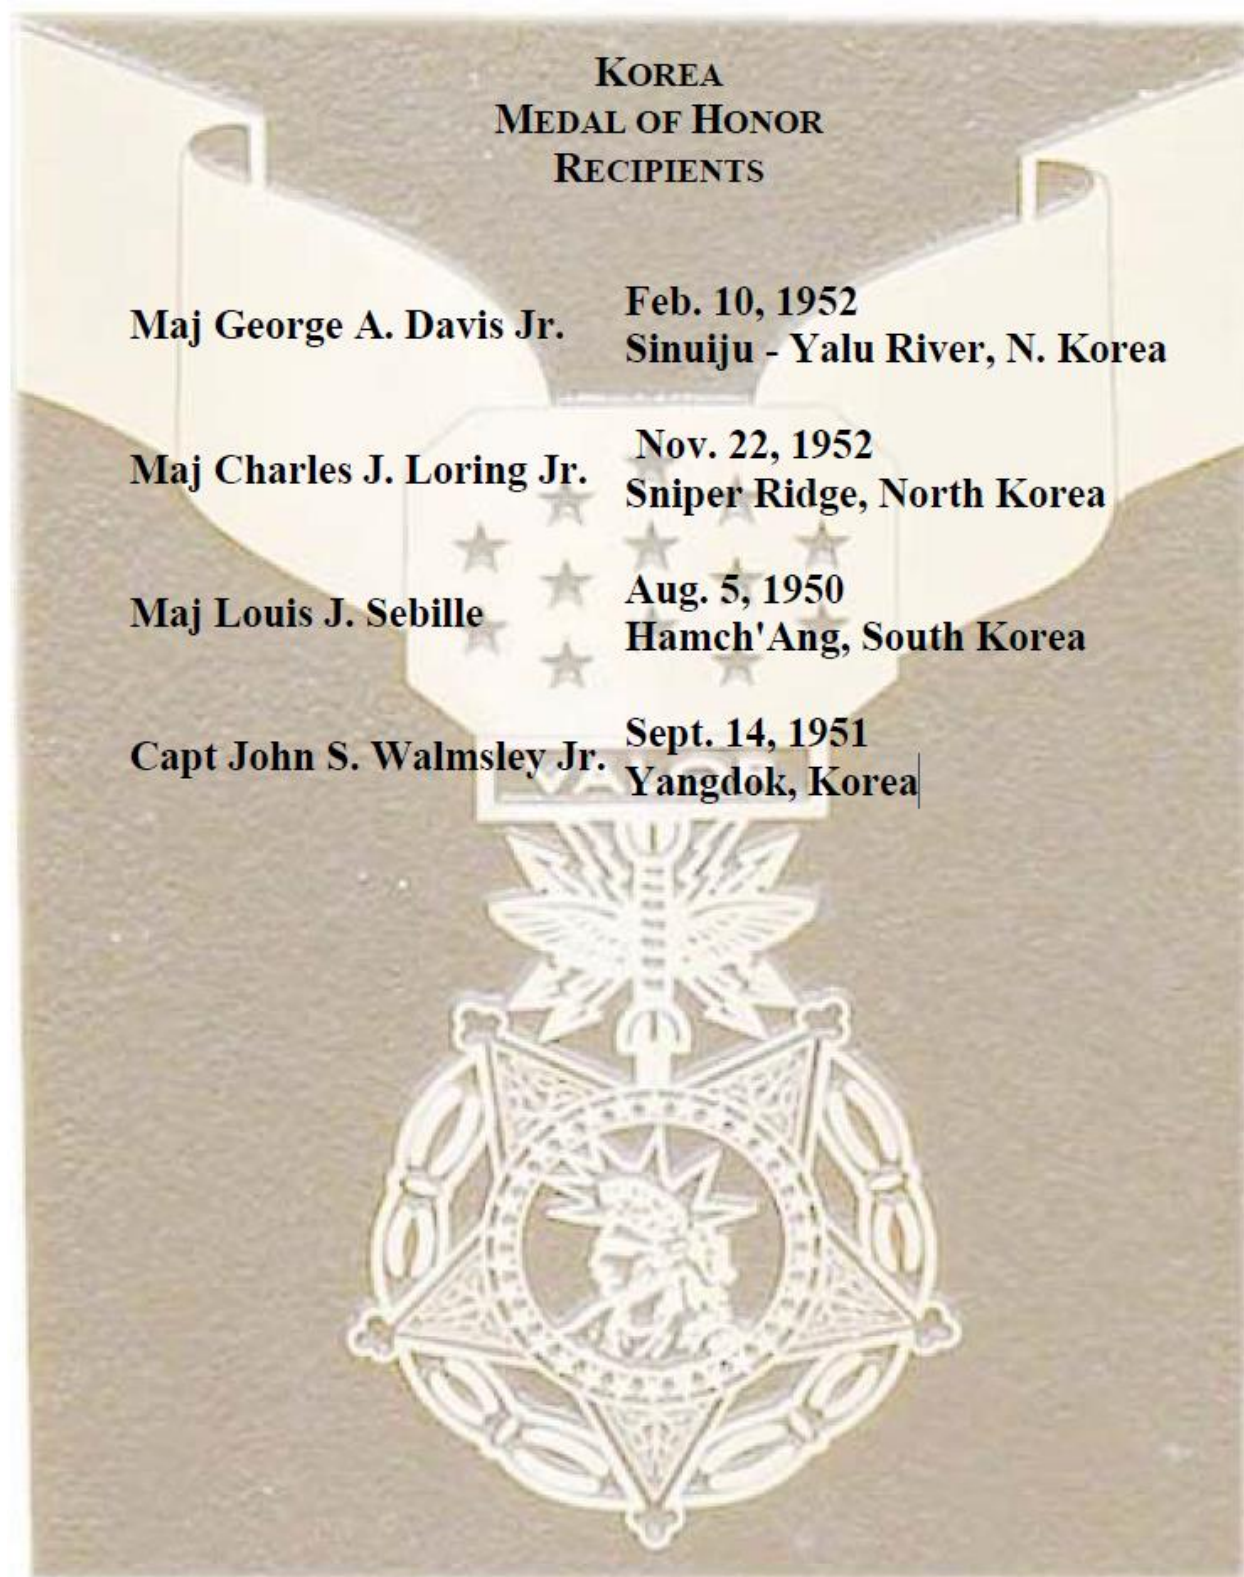 KOREA
MEDAL OF HONOR
RECIPIENTS
Maj George A. Davis Jr.
Feb. 10, 1952
Sinuiju - Yalu River, N. Korea
Maj Charles J. Loring Jr.
Nov. 22, 1952
Sniper Ridge, North Korea
Maj Louis J. Sebille
Aug. 5, 1950
Hamch'Ang, South Korea
Capt John S. Walmsley Jr.
Sept. 14, 1951
Yangdok, Korea
VALOR